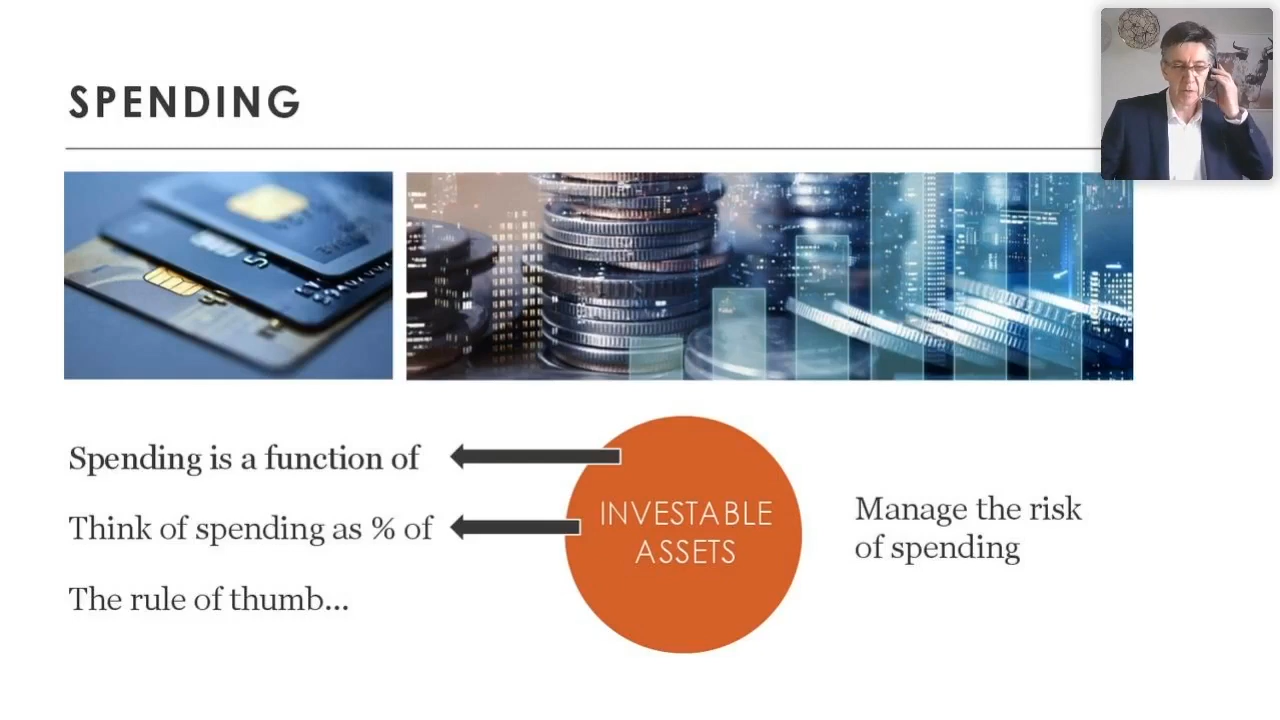 SPENDING
Spending is a function of
Think of spending as % of
The rule of thumb...
INVESTABLE
ASSETS
Manage the risk
of spending